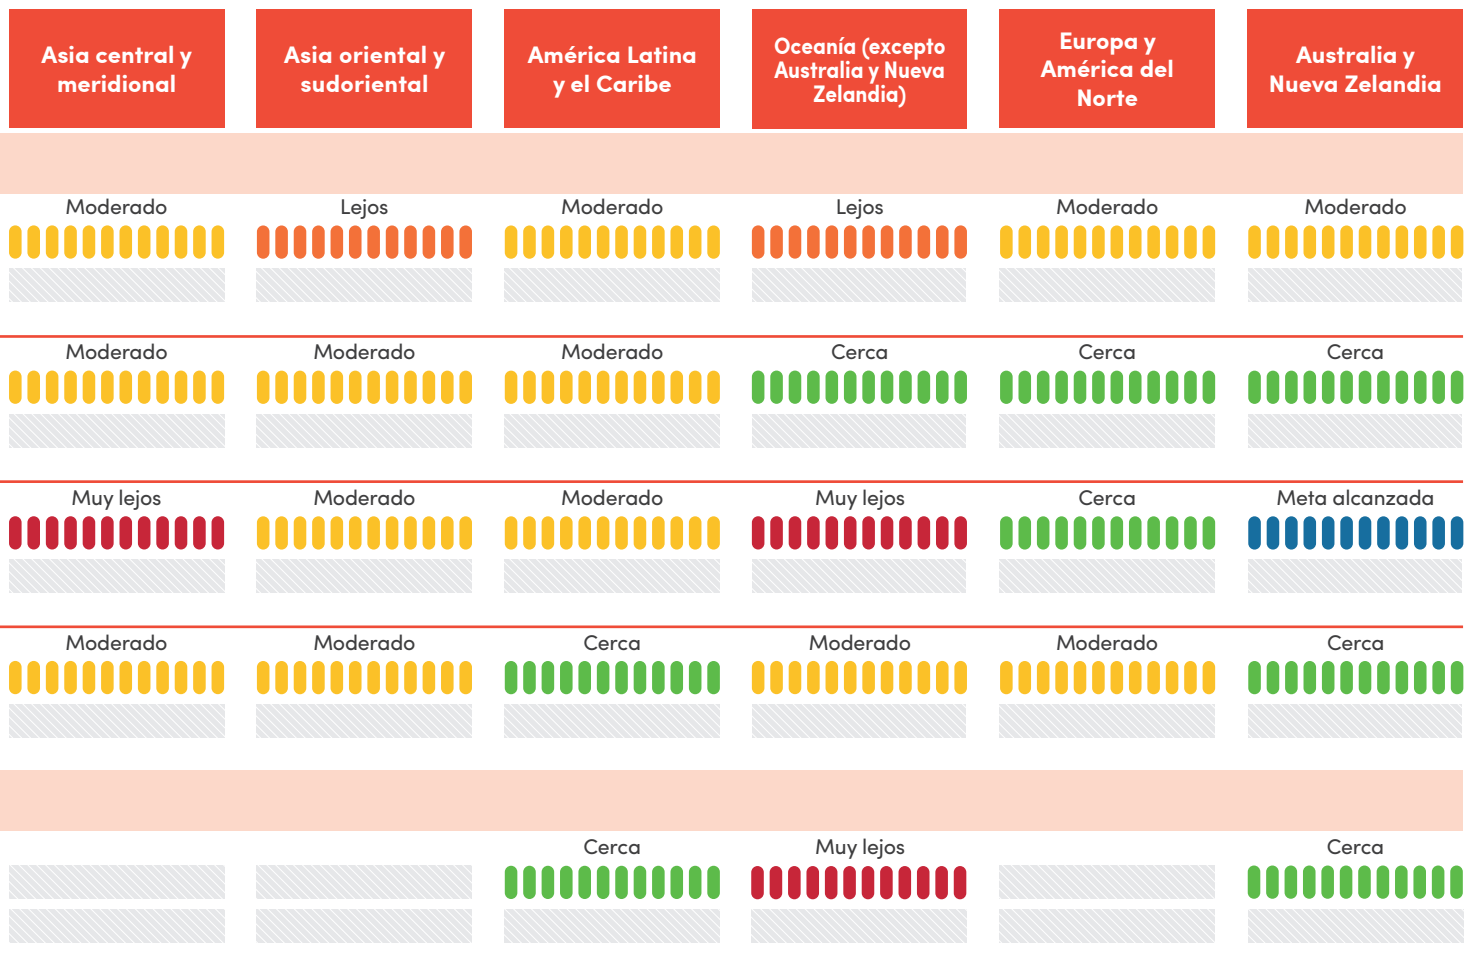 Asia central y
meridional
Asia oriental y
sudoriental
América Latina
y el Caribe
Oceanía (excepto
Australia y Nueva
Zelandia)
Europa y
América del
Norte
Australia y
Nueva Zelandia
Moderado
Lejos
Moderado
Lejos
Moderado
Moderado
Moderado
Moderado
Moderado
Cerca
Cerca
Cerca
Muy lejos
Moderado
Moderado
Muy lejos
Cerca
Meta alcanzada
Moderado
Moderado
Cerca
Moderado
Moderado
Cerca
Cerca
Muy lejos
Cerca